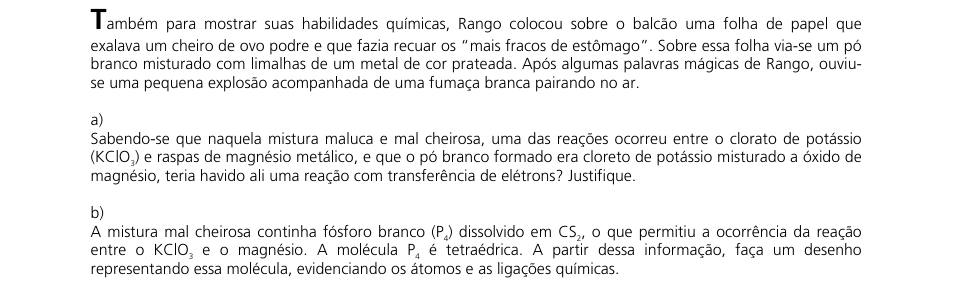 Também para mostrar suas habilidades químicas, Rango colocou sobre o balcão uma folha de papel que
exalava um cheiro de ovo podre e que fazia recuar os “mais fracos de estômago”. Sobre essa folha via-se um pó
branco misturado com limalhas de um metal de cor prateada. Após algumas palavras mágicas de Rango, ouviu-
se uma pequena explosão acompanhada de uma fumaça branca pairando no ar.
a)
Sabendo-se que naquela mistura maluca e mal cheirosa, uma das reações ocorreu entre o clorato de potássio
(KClO₃) e raspas de magnésio metálico, e que o pó branco formado era cloreto de potássio misturado a óxido de
magnésio, teria havido ali uma reação com transferência de elétrons? Justifique.
b)
A mistura mal cheirosa continha fósforo branco (P₄) dissolvido em CS₂, o que permitiu a ocorrência da reação
entre o KClO₃ e o magnésio. A molécula P₄ é tetraédrica. A partir dessa informação, faça um desenho
representando essa molécula, evidenciando os átomos e as ligações químicas.